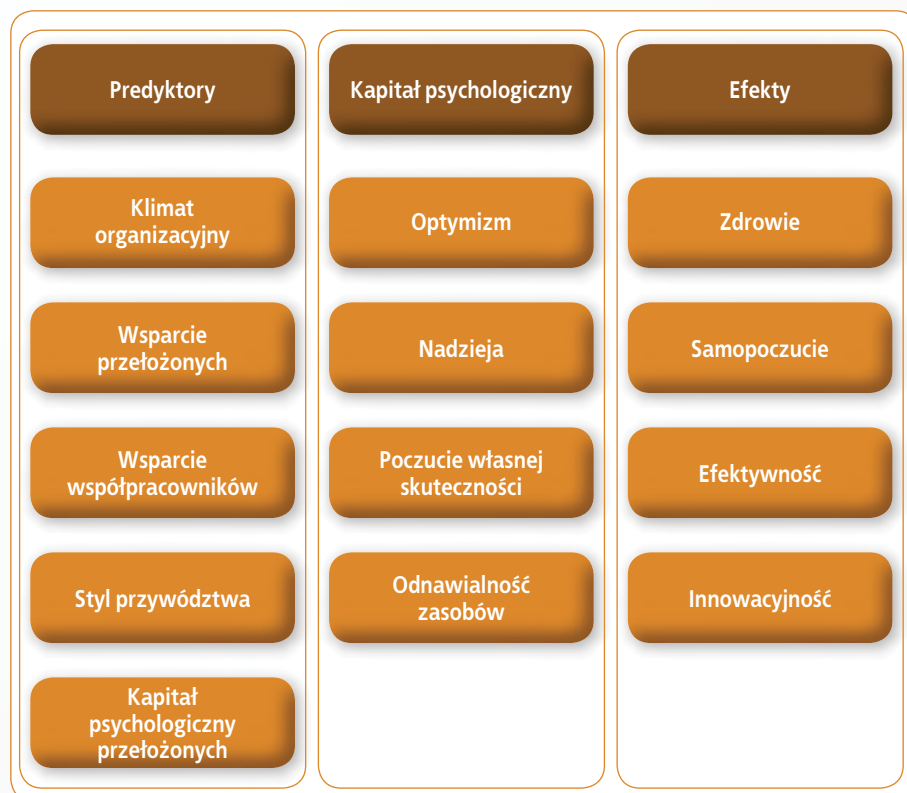 Predyktory
Klimat
organizacyjny
Wsparcie
przełożonych
Wsparcie
współpracowników
Styl przywództwa
Kapitał
psychologiczny
przełożonych
Kapitał psychologiczny
Optymizm
Nadzieja
Poczucie własnej
skuteczności
Odnawialność
zasobów
Efekty
Zdrowie
Samopoczucie
Efektywność
Innowacyjność